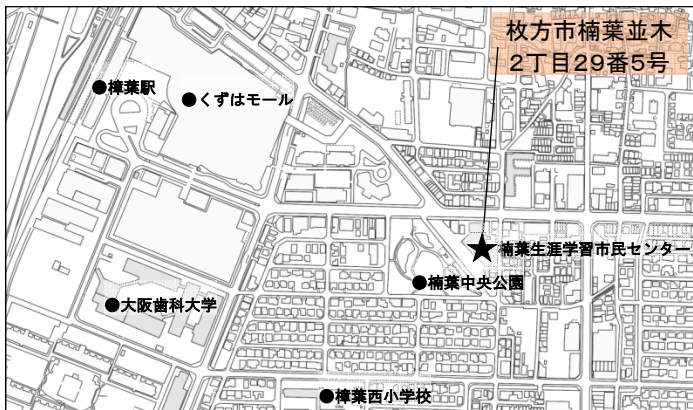 枚方市楠葉並木
2丁目29番5号
●樟葉駅
●くずはモール
★楠葉生涯学習市民センター
●楠葉中央公園
●大阪歯科大学
●樟葉西小学校